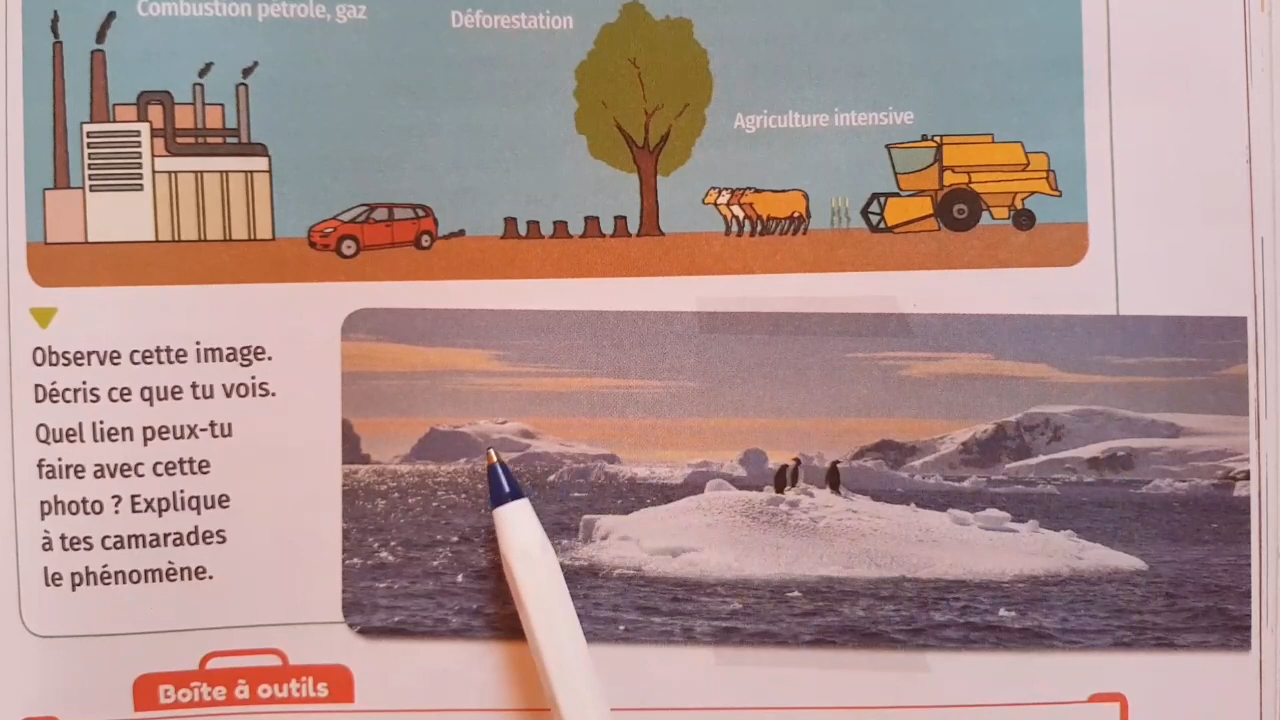 Combustion pétrole, gaz
Déforestation
Agriculture intensive
Observe cette image.
Décris ce que tu vois.
Quel lien peux-tu
faire avec cette
photo ? Explique
à tes camarades
le phénomène.
Boîte à outils